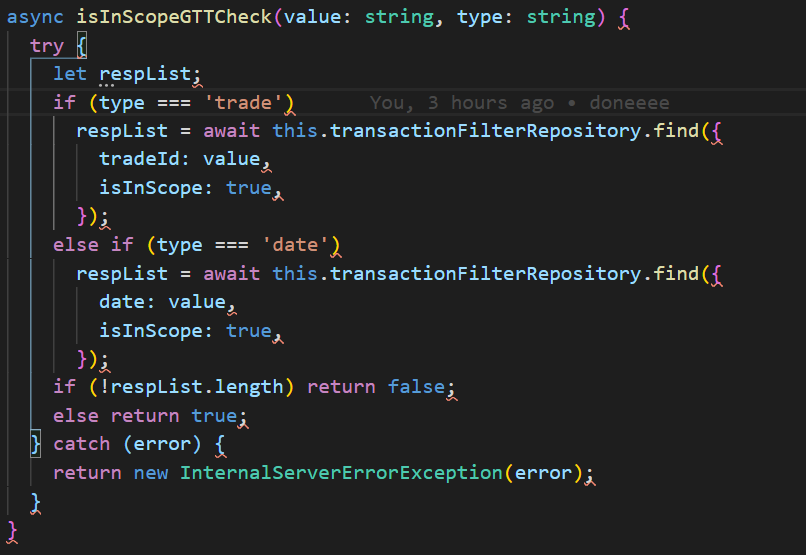 async isInScopeGTTCheck(value: string, type: string) {
  try {
    let respList;
    if (type === 'trade')       You, 3 hours ago • doneeee
      respList = await this.transactionFilterRepository.find({
        tradeId: value,
        isInScope: true,
      });
    else if (type === 'date')
      respList = await this.transactionFilterRepository.find({
        date: value,
        isInScope: true,
      });
    if (!respList.length) return false;
    else return true;
  } catch (error) {
    return new InternalServerErrorException(error);
  }
}